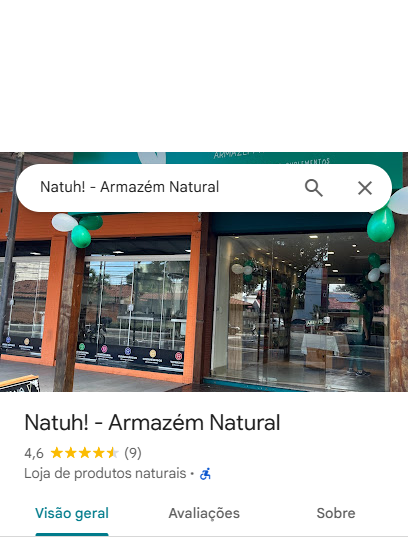 ARMAZÉM
SUPLEMENTOS
Natuh! - Armazém Natural
Natuh! - Armazém Natural
4,6 (9)
Loja de produtos naturais •
Visão geral Avaliações Sobre